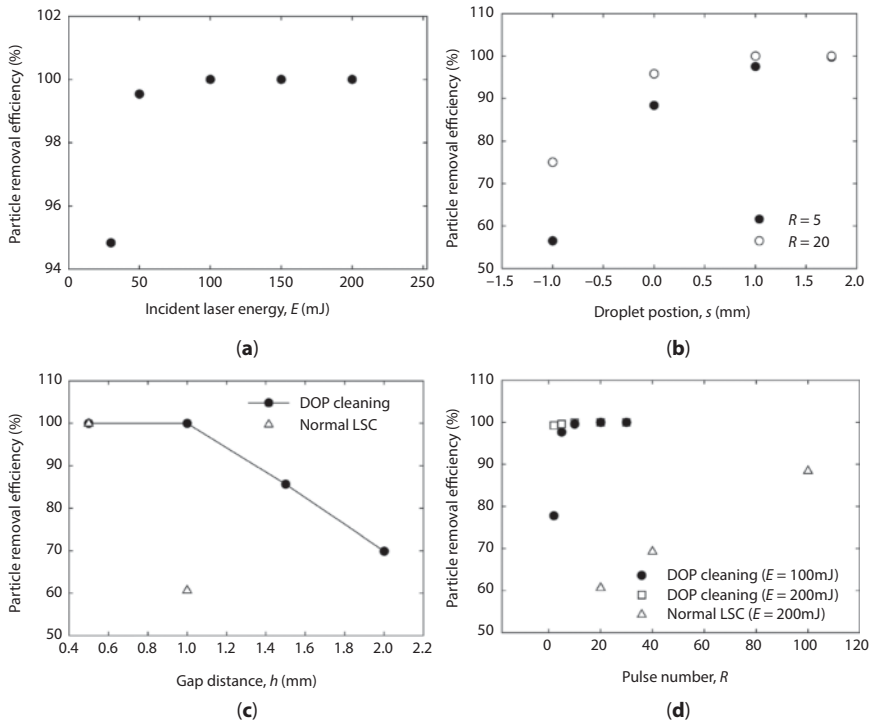 102
100
98
96
94
Particle removal efficiency (%)
0 50 100 150 200 250
Incident laser energy, E (mJ)
(a)
110
100
90
80
70
60
50
Particle removal efficiency (%)
R = 5
R = 20
−1.5 −1.0 −0.5 0.0 0.5 1.0 1.5 2.0
Droplet postion, s (mm)
(b)
110
100
90
80
70
60
50
Particle removal efficiency (%)
DOP cleaning
Normal LSC
0.4 0.6 0.8 1.0 1.2 1.4 1.6 1.8 2.0 2.2
Gap distance, h (mm)
(c)
110
100
90
80
70
60
50
Particle removal efficiency (%)
DOP cleaning (E = 100mJ)
DOP cleaning (E = 200mJ)
Normal LSC (E = 200mJ)
0 20 40 60 80 100 120
Pulse number, R
(d)